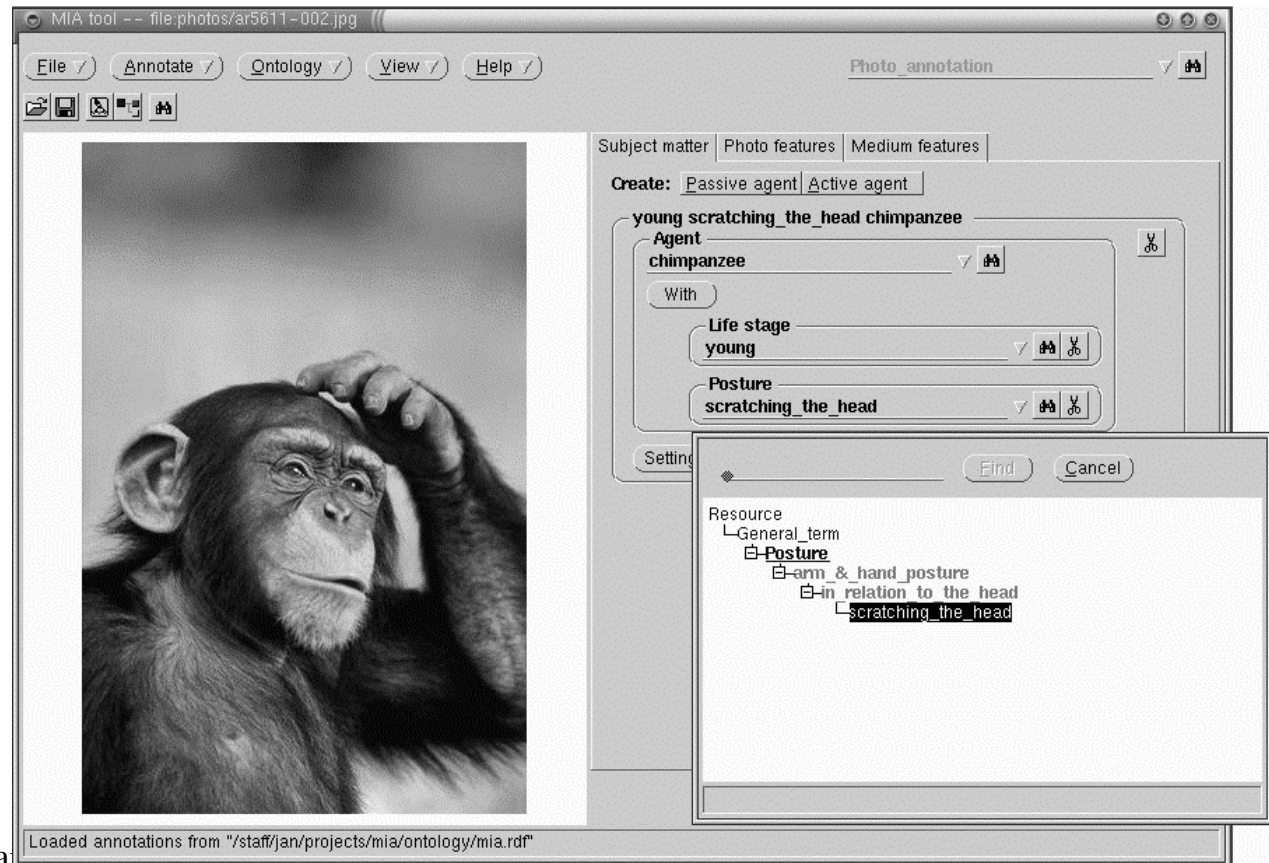 MIA tool -- file:photos/ar5611-002.jpg
File Annotate Ontology View Help Photo_annotation
Subject matter Photo features Medium features
Create: Passive agent Active agent
young scratching_the_head chimpanzee
Agent
chimpanzee
With
Life stage
young
Posture
scratching_the_head
Setting
Find Cancel
Resource
General_term
Posture
arm_&_hand_posture
in_relation_to_the_head
scratching_the_head
Loaded annotations from "/staff/jan/projects/mia/ontology/mia.rdf"